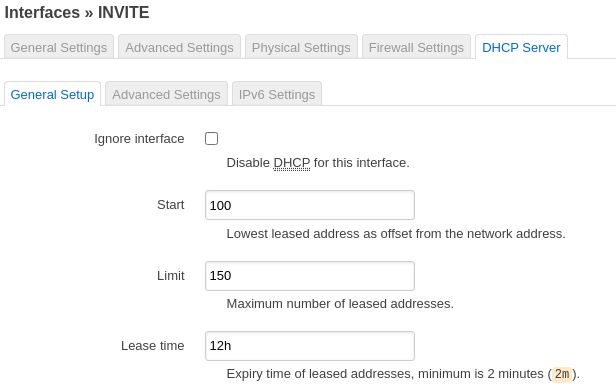 Interfaces » INVITE
General Settings Advanced Settings Physical Settings Firewall Settings DHCP Server
General Setup Advanced Settings IPv6 Settings
Ignore interface
Disable DHCP for this interface.
Start 100
Lowest leased address as offset from the network address.
Limit 150
Maximum number of leased addresses.
Lease time 12h
Expiry time of leased addresses, minimum is 2 minutes (2m).